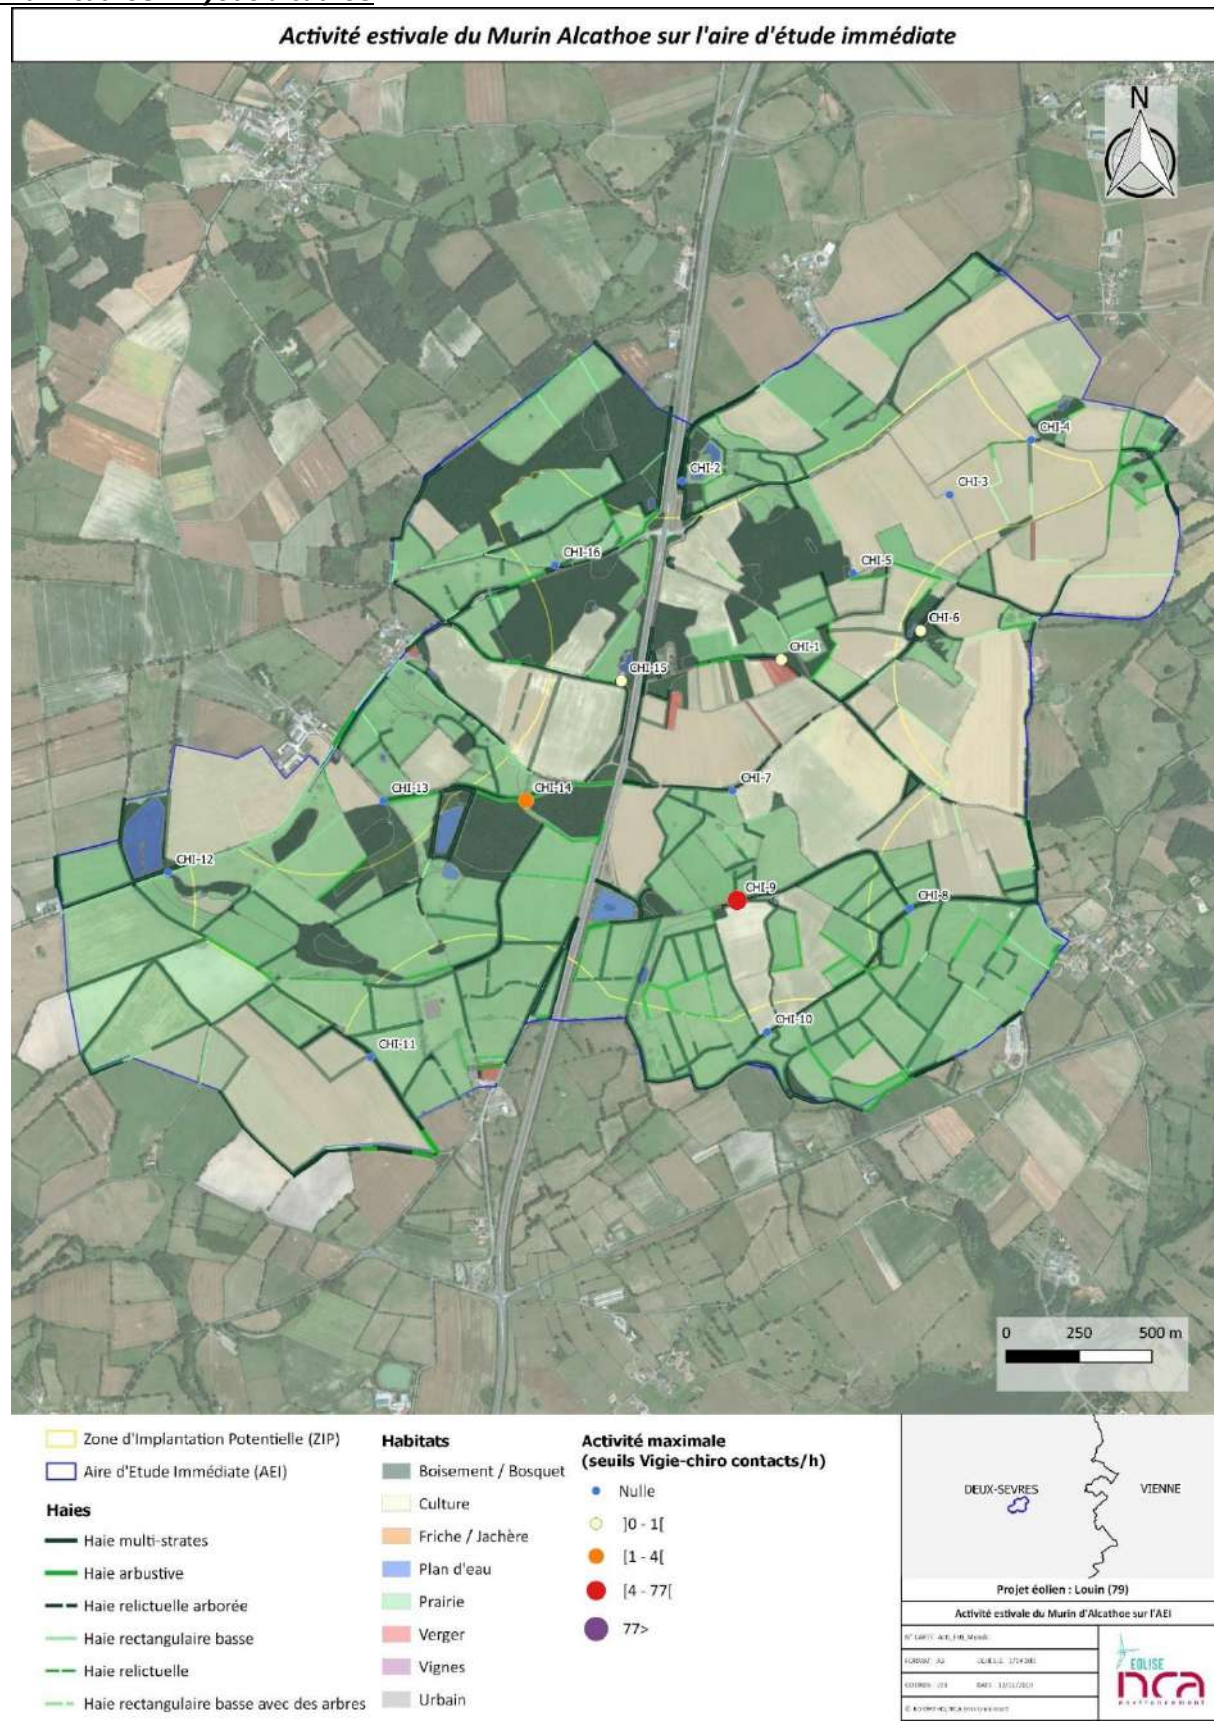 Activité estivale du Murin Alcathoe sur l'aire d'étude immédiate
N
CHI-4
CHI-2
CHI-3
CHI-16
CHI-5
CHI-6
CHI-1
CHI-15
CHI-7
CHI-14
CHI-13
CHI-12
CHI-9
CHI-8
CHI-10
CHI-11
0 250 500 m
Zone d'Implantation Potentielle (ZIP)
Aire d'Etude Immédiate (AEI)
Haies
Haie multi-strates
Haie arbustive
Haie relictuelle arborée
Haie rectangulaire basse
Haie relictuelle
Haie rectangulaire basse avec des arbres
Habitats
Boisement / Bosquet
Culture
Friche / Jachère
Plan d'eau
Prairie
Verger
Vignes
Urbain
Activité maximale
(seuils Vigie-chiro contacts/h)
Nulle
]0 - 1[
[1 - 4[
[4 - 77[
77>
DEUX-SEVRES
VIENNE
Projet éolien : Louin (79)
Activité estivale du Murin d'Alcathoe sur l'AEI
EOLISE
nca
environnement